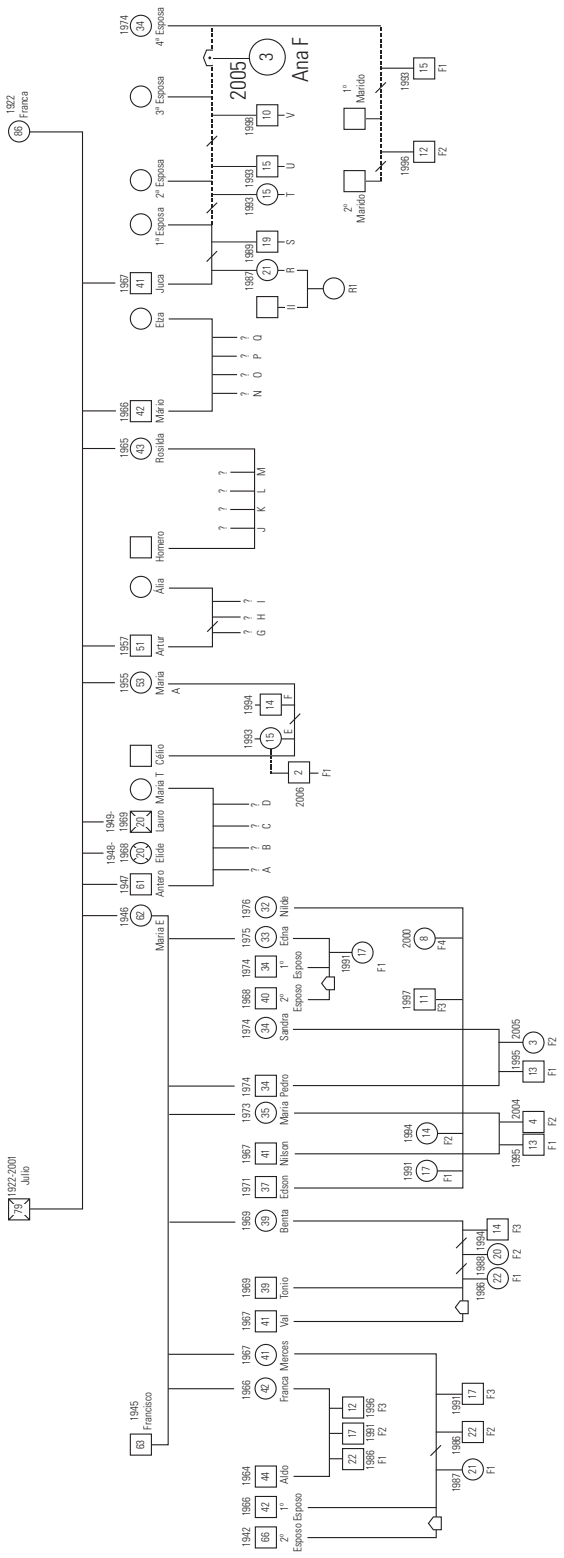 1922-2001
79
Julio
1922
86
Franca
1945
63
Francisco
1946
62
Maria E
1947
61
Antero
1948-
1968
20
Elide
1949-
1969
20
Lauro
Maria T
Célio
1955
53
Maria
A
1957
51
Artur
Ália
Homero
1965
43
Rosilda
1966
42
Mário
Elza
1967
41
Juca
1ª Esposa
2ª Esposa
3ª Esposa
1974
34
4ª Esposa
? A
? B
? C
? D
1993
15
E
1994
14
F
2
2006
F1
? G
? H
? I
? J
? K
? L
? M
? N
? O
? P
? Q
1987
21
R
1989
19
S
II
R1
1993
15
T
1993
15
U
1998
10
V
2005
3
Ana F
2º
Marido
1º
Marido
1996
12
F2
1993
15
F1
1942
66
2º
Esposo
1966
42
1º
Esposo
1964
44
Aldo
1966
42
Franca
1967
41
Merces
1967
41
Val
1969
39
Tonio
1969
39
Benta
1971
37
Edson
1967
41
Nilson
1973
35
Maria
1974
34
Pedro
1974
34
Sandra
1968
40
2º
Esposo
1974
34
1º
Esposo
1975
33
Edna
1976
32
Nilde
22
1986
F1
17
1991
F2
12
1996
F3
1987
21
F1
1986
22
F2
1991
17
F3
1986
22
F1
1988
20
F2
1994
14
F3
1991
17
F1
1994
14
F2
1997
11
F3
2000
8
F4
1995
13
F1
2004
4
F2
1995
13
F1
2005
3
F2
1991
17
F1